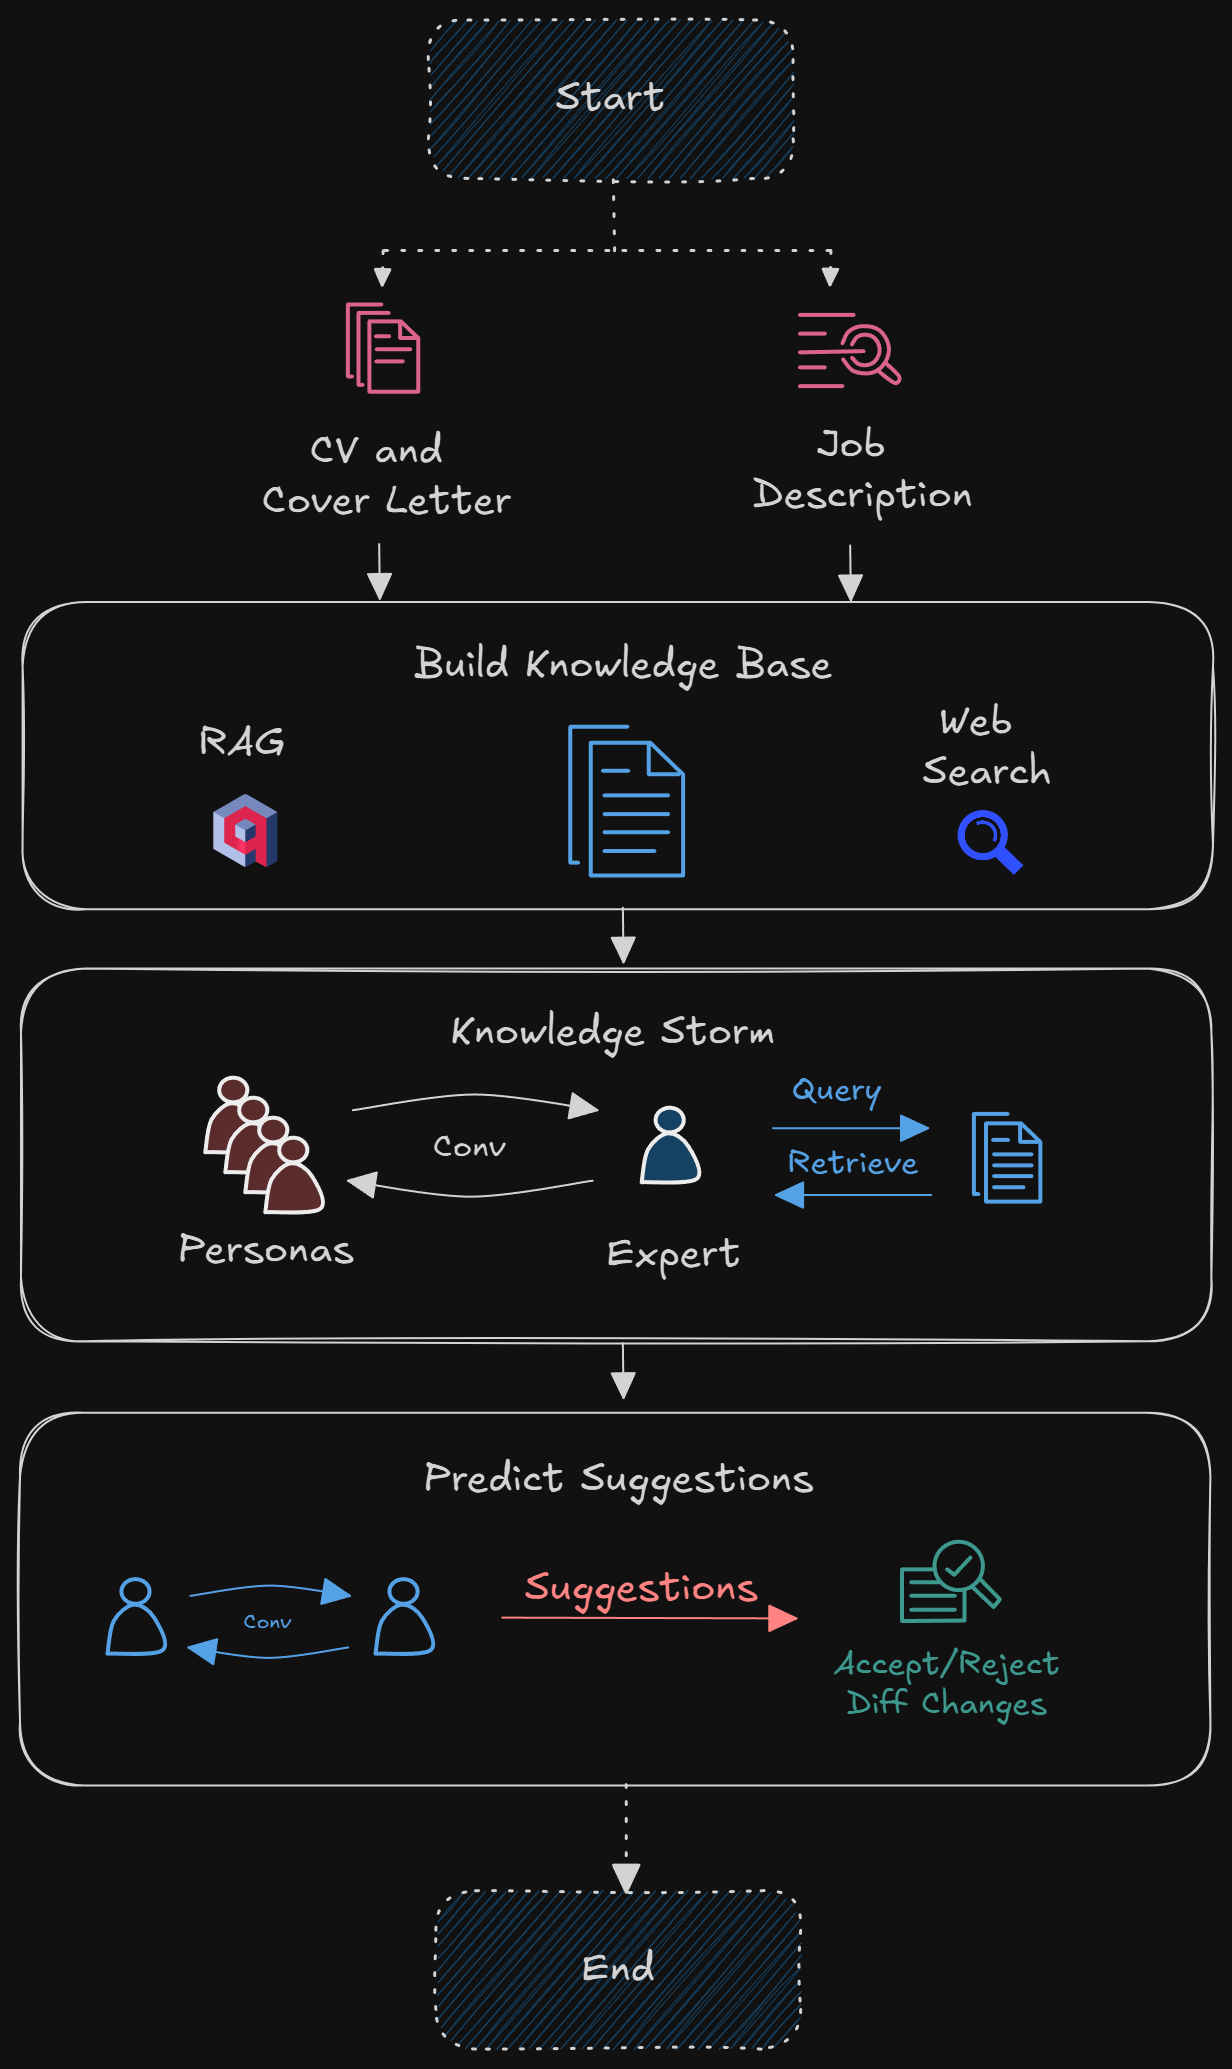 Start
CV and
Cover Letter
Job
Description
Build Knowledge Base
RAG
Web
Search
Knowledge Storm
Conv
Query
Retrieve
Personas
Expert
Predict Suggestions
Conv
Suggestions
Accept/Reject
Diff Changes
End